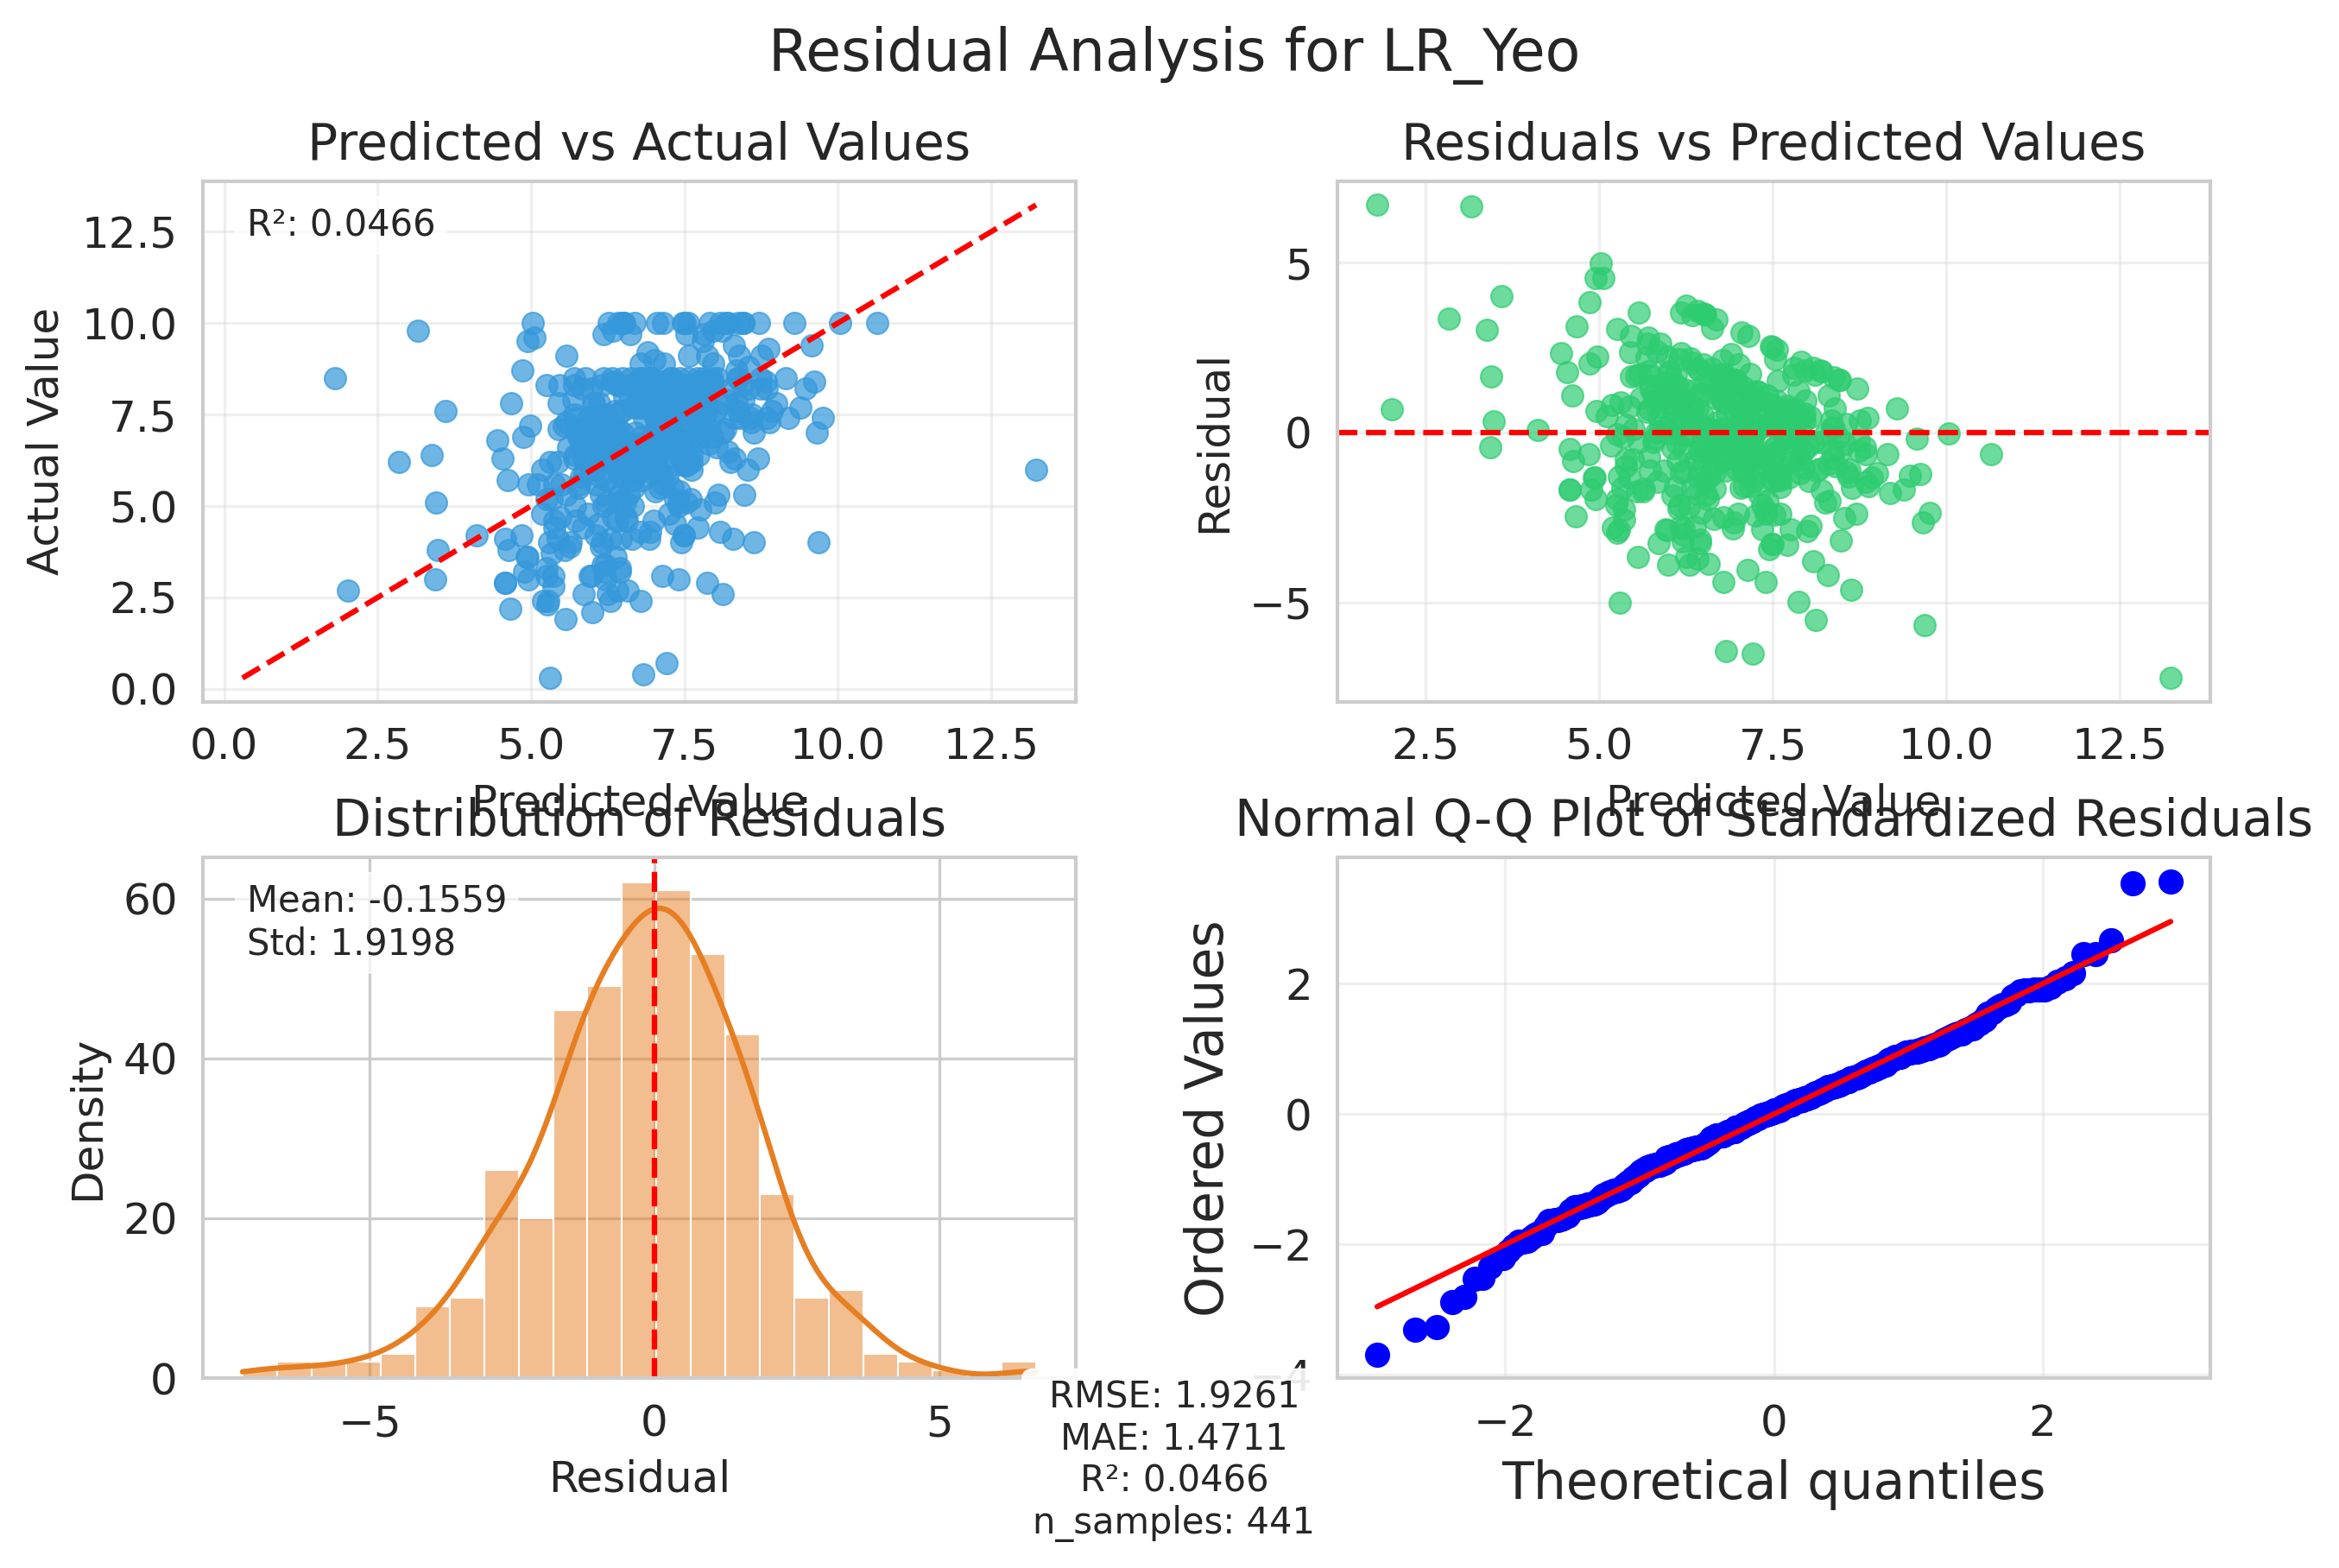 Residual Analysis for LR_Yeo
Predicted vs Actual Values
R²: 0.0466
Actual Value
12.5
10.0
7.5
5.0
2.5
0.0
0.0 2.5 5.0 7.5 10.0 12.5
Predicted Value
Residuals vs Predicted Values
Residual
5
0
−5
2.5 5.0 7.5 10.0 12.5
Predicted Value
Distribution of Residuals
Mean: -0.1559
Std: 1.9198
Density
60
40
20
0
−5 0 5
Residual
Normal Q-Q Plot of Standardized Residuals
Ordered Values
2
0
−2
−4
−2 0 2
Theoretical quantiles
RMSE: 1.9261
MAE: 1.4711
R²: 0.0466
n_samples: 441